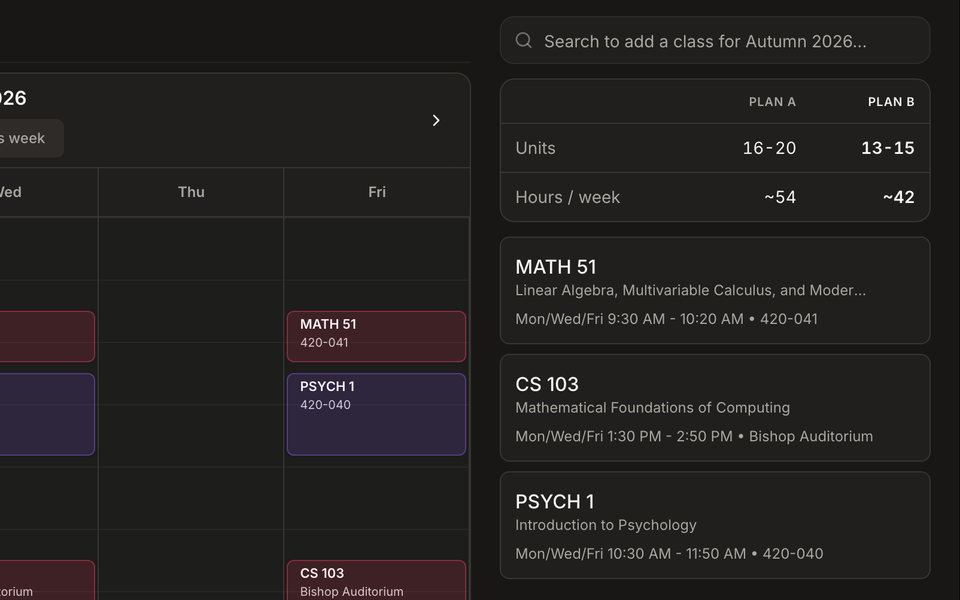 Search to add a class for Autumn 2026...
PLAN A PLAN B
Units 16-20 13-15
Hours / week ~54 ~42
026
s week
Wed Thu Fri
MATH 51
420-041
PSYCH 1
420-040
CS 103
Bishop Auditorium
torium
MATH 51
Linear Algebra, Multivariable Calculus, and Moder...
Mon/Wed/Fri 9:30 AM - 10:20 AM • 420-041
CS 103
Mathematical Foundations of Computing
Mon/Wed/Fri 1:30 PM - 2:50 PM • Bishop Auditorium
PSYCH 1
Introduction to Psychology
Mon/Wed/Fri 10:30 AM - 11:50 AM • 420-040